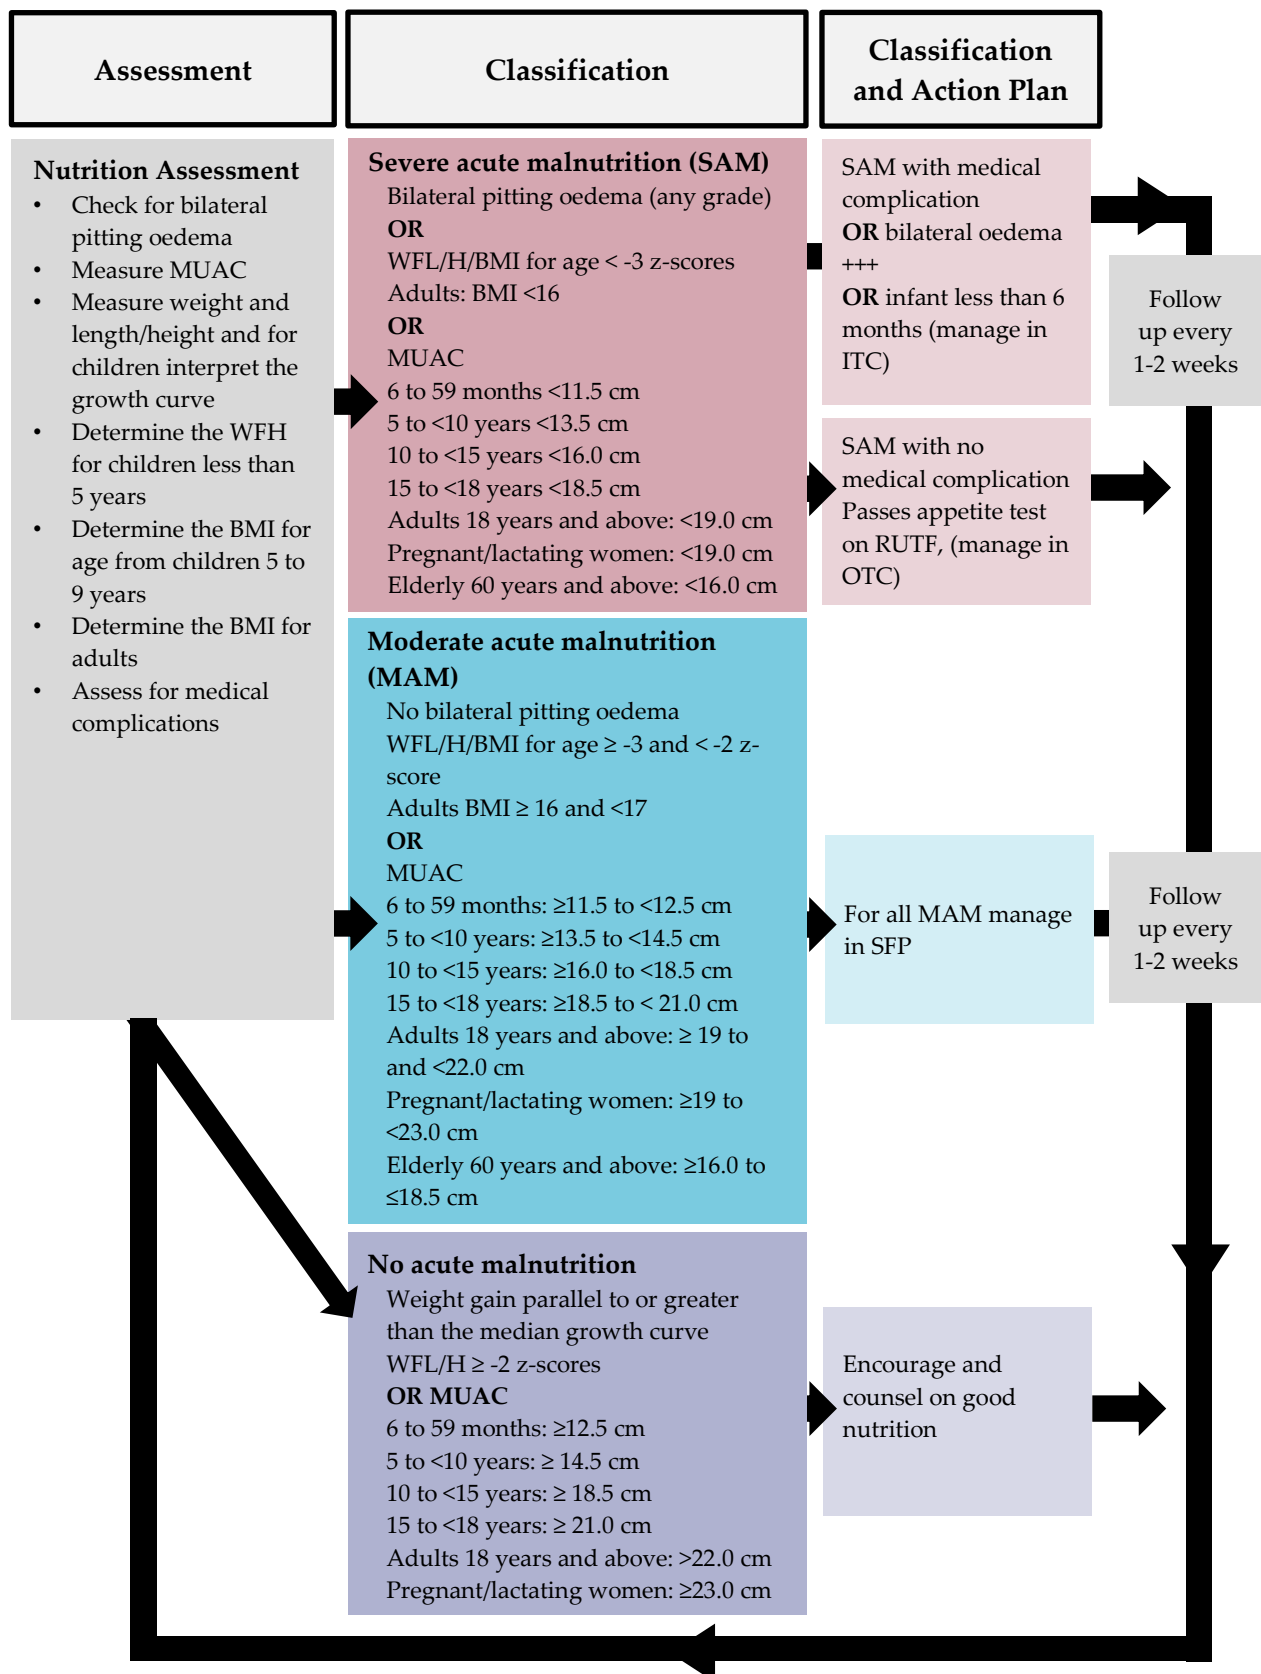 Assessment
Classification
Classification
and Action Plan
Nutrition Assessment
• Check for bilateral
pitting oedema
• Measure MUAC
• Measure weight and
length/height and for
children interpret the
growth curve
• Determine the WFH
for children less than
5 years
• Determine the BMI for
age from children 5 to
9 years
• Determine the BMI for
adults
• Assess for medical
complications
Severe acute malnutrition (SAM)
Bilateral pitting oedema (any grade)
OR
WFL/H/BMI for age < -3 z-scores
Adults: BMI <16
OR
MUAC
6 to 59 months <11.5 cm
5 to <10 years <13.5 cm
10 to <15 years <16.0 cm
15 to <18 years <18.5 cm
Adults 18 years and above: <19.0 cm
Pregnant/lactating women: <19.0 cm
Elderly 60 years and above: <16.0 cm
SAM with medical
complication
OR bilateral oedema
+++
OR infant less than 6
months (manage in
ITC)
SAM with no
medical complication
Passes appetite test
on RUTF, (manage in
OTC)
Follow
up every
1-2 weeks
Moderate acute malnutrition
(MAM)
No bilateral pitting oedema
WFL/H/BMI for age ≥ -3 and < -2 z-
score
Adults BMI ≥ 16 and <17
OR
MUAC
6 to 59 months: ≥11.5 to <12.5 cm
5 to <10 years: ≥13.5 to <14.5 cm
10 to <15 years: ≥16.0 to <18.5 cm
15 to <18 years: ≥18.5 to < 21.0 cm
Adults 18 years and above: ≥ 19 to
and <22.0 cm
Pregnant/lactating women: ≥19 to
<23.0 cm
Elderly 60 years and above: ≥16.0 to
≤18.5 cm
For all MAM manage
in SFP
Follow
up every
1-2 weeks
No acute malnutrition
Weight gain parallel to or greater
than the median growth curve
WFL/H ≥ -2 z-scores
OR MUAC
6 to 59 months: ≥12.5 cm
5 to <10 years: ≥ 14.5 cm
10 to <15 years: ≥ 18.5 cm
15 to <18 years: ≥ 21.0 cm
Adults 18 years and above: >22.0 cm
Pregnant/lactating women: ≥23.0 cm
Encourage and
counsel on good
nutrition